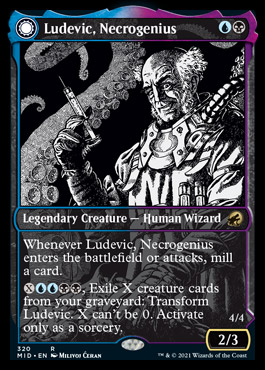 Ludevic, Necrogenius
Legendary Creature — Human Wizard
Whenever Ludevic, Necrogenius
enters the battlefield or attacks, mill
a card.
XUUBB, Exile X creature cards
from your graveyard: Transform
Ludevic. X can't be 0. Activate
only as a sorcery.
4/4
2/3
320 R
MID • EN MILIVOJ ĆERAN
™ & © 2021 Wizards of the Coast